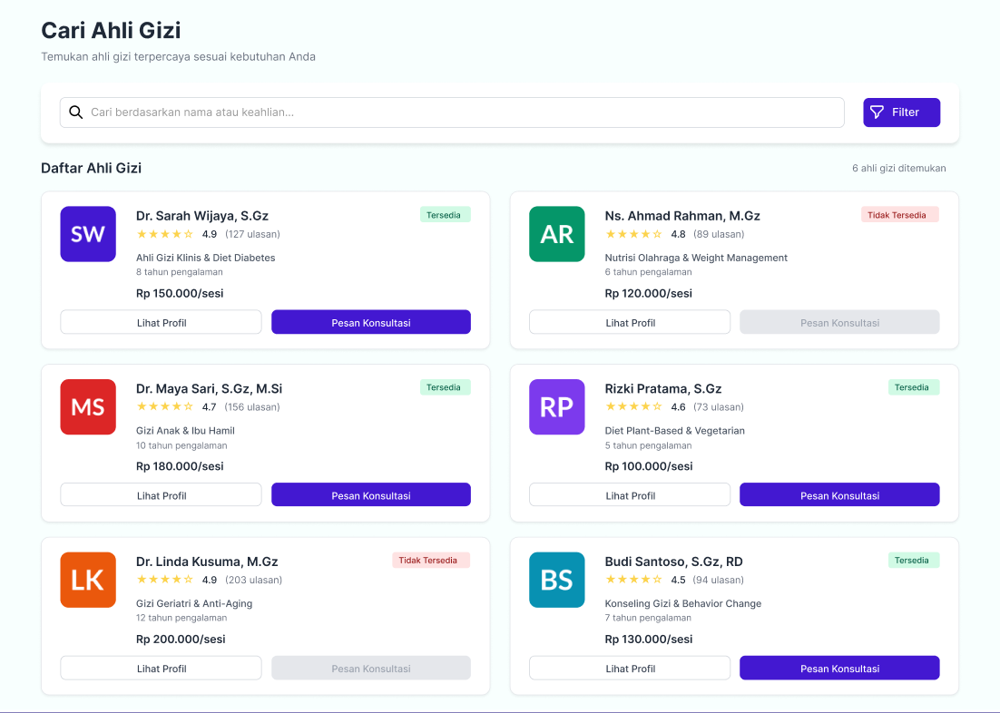 Cari Ahli Gizi
Temukan ahli gizi terpercaya sesuai kebutuhan Anda
Cari berdasarkan nama atau keahlian...
Filter
Daftar Ahli Gizi
6 ahli gizi ditemukan
SW
Dr. Sarah Wijaya, S.Gz
Tersedia
★★★★☆ 4.9 (127 ulasan)
Ahli Gizi Klinis & Diet Diabetes
8 tahun pengalaman
Rp 150.000/sesi
Lihat Profil
Pesan Konsultasi
AR
Ns. Ahmad Rahman, M.Gz
Tidak Tersedia
★★★★☆ 4.8 (89 ulasan)
Nutrisi Olahraga & Weight Management
6 tahun pengalaman
Rp 120.000/sesi
Lihat Profil
Pesan Konsultasi
MS
Dr. Maya Sari, S.Gz, M.Si
Tersedia
★★★★☆ 4.7 (156 ulasan)
Gizi Anak & Ibu Hamil
10 tahun pengalaman
Rp 180.000/sesi
Lihat Profil
Pesan Konsultasi
RP
Rizki Pratama, S.Gz
Tersedia
★★★★☆ 4.6 (73 ulasan)
Diet Plant-Based & Vegetarian
5 tahun pengalaman
Rp 100.000/sesi
Lihat Profil
Pesan Konsultasi
LK
Dr. Linda Kusuma, M.Gz
Tidak Tersedia
★★★★☆ 4.9 (203 ulasan)
Gizi Geriatri & Anti-Aging
12 tahun pengalaman
Rp 200.000/sesi
Lihat Profil
Pesan Konsultasi
BS
Budi Santoso, S.Gz, RD
Tersedia
★★★★☆ 4.5 (94 ulasan)
Konseling Gizi & Behavior Change
7 tahun pengalaman
Rp 130.000/sesi
Lihat Profil
Pesan Konsultasi